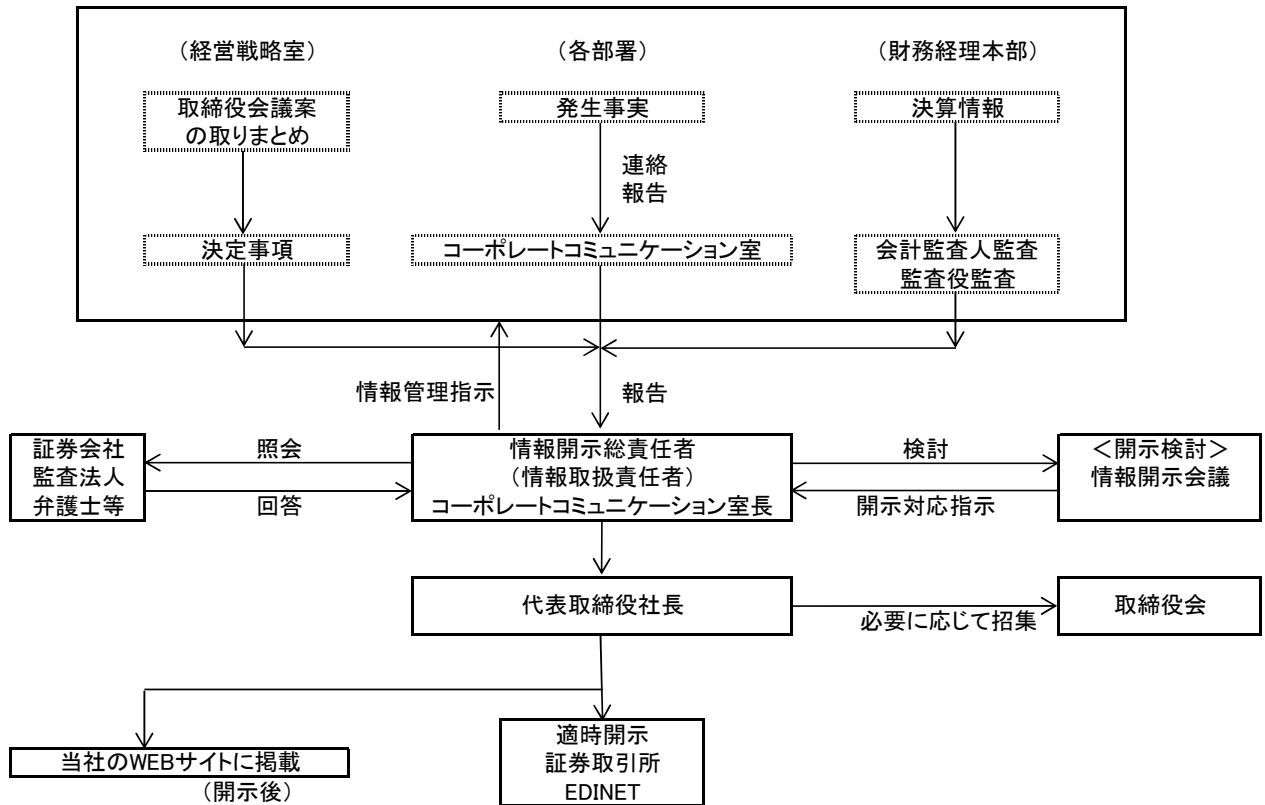 （経営戦略室）
（各部署）
（財務経理本部）
取締役会議案
の取りまとめ
発生事実
決算情報
連絡
報告
決定事項
コーポレートコミュニケーション室
会計監査人監査
監査役監査
情報管理指示
報告
証券会社
監査法人
弁護士等
照会
回答
情報開示総責任者
（情報取扱責任者）
コーポレートコミュニケーション室長
検討
開示対応指示
＜開示検討＞
情報開示会議
代表取締役社長
必要に応じて招集
取締役会
当社のWEBサイトに掲載
（開示後）
適時開示
証券取引所
EDINET